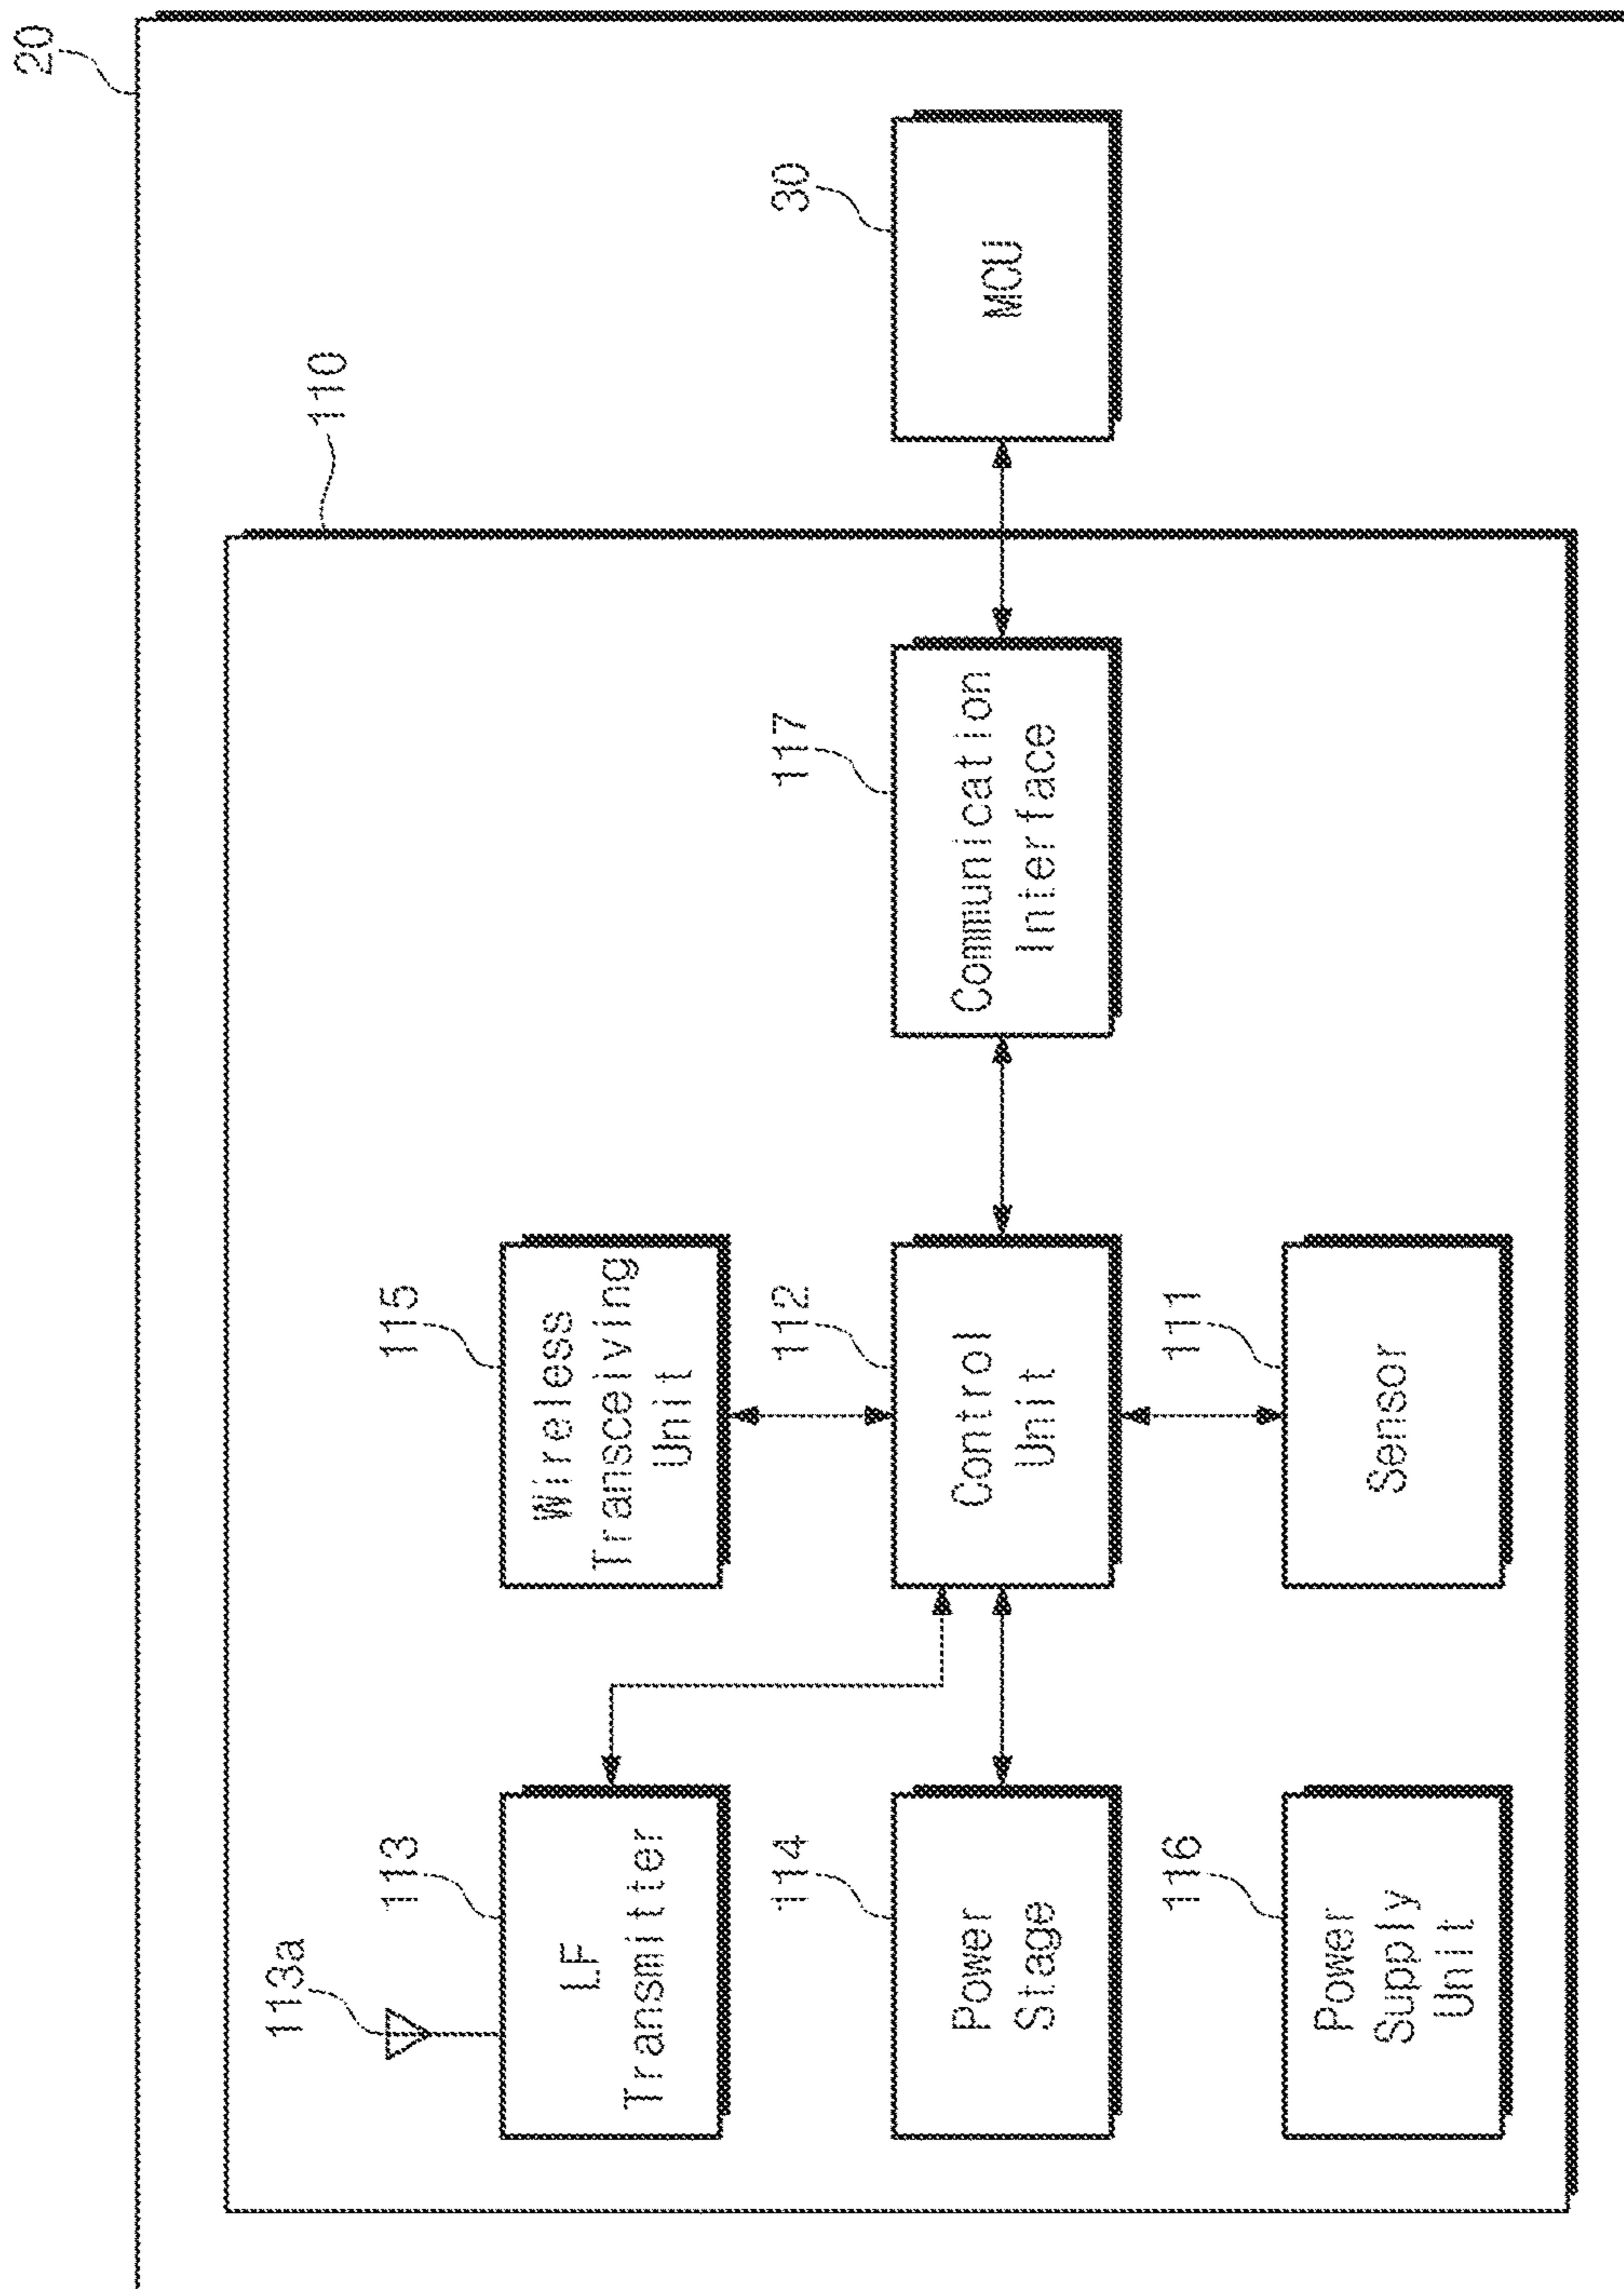 20
110
113a
113
LF
Transmitter
115
Wireless
Transceiving
Unit
114
Power
Stage
112
Control
Unit
117
Communication
Interface
30
MCU
116
Power
Supply
Unit
111
Sensor